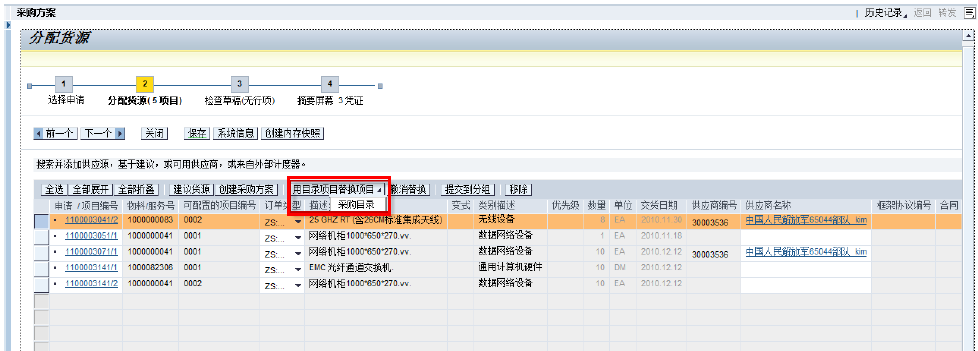 采购方案
历史记录 返回 转发
分配货源
1 2 3 4
选择申请 分配货源(5 项目) 检查草稿(无行项) 摘要屏幕 3 凭证
前一个 下一个 关闭 保存 系统信息 创建内存快照
搜索并添加供应源，基于建议，或可用供应商，或来自外部计度器。
全选 全部展开 全部折叠 建议货源 创建采购方案 用目录项目替换项目 取消替换 提交到分组 移除
采购目录
申请 /项目编号 物料/服务号 可配置的项目编号 订单类型 描述 变式 类别描述 优先级 数量 单位 交货日期 供应商编号 供应商名称 框架协议编号 合同
1100003041/2 1000000083 0002 ZS:... 25 GHZ RT (含26CM标准集成天线) 无线设备 6 EA 2010.11.30 30003536 中国人民解放军65044部队_kim
1100003051/1 1000000041 0001 ZS:... 网络机柜1000*650*270.vv. 数据网络设备 1 EA 2010.11.18
1100003071/1 1000000041 0002 ZS:... 网络机柜1000*650*270.vv. 数据网络设备 10 EA 2010.12.12 30003536 中国人民解放军65044部队_kim
1100003141/1 1000082306 0001 ZS:... EMC 光纤通道交换机. 通用计算机硬件 10 DM 2010.12.12
1100003141/2 1000000041 0001 ZS:... 网络机柜1000*650*270.vv. 数据网络设备 10 EA 2010.12.12